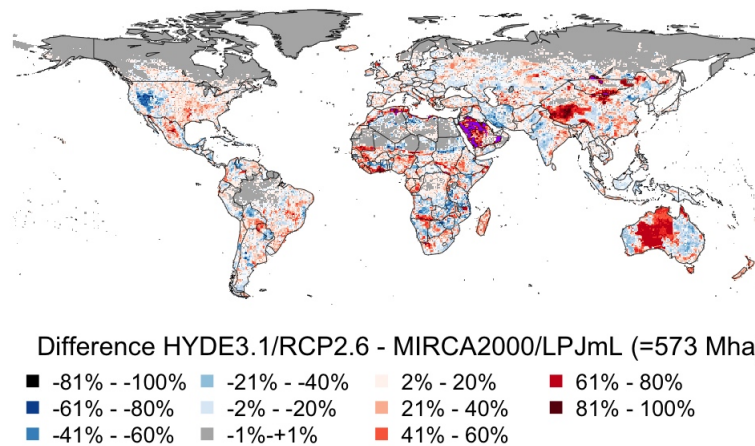 Difference HYDE3.1/RCP2.6 - MIRCA2000/LPJmL (=573 Mha
-81% - -100% -21% - -40% 2% - 20% 61% - 80%
-61% - -80% -2% - -20% 21% - 40% 81% - 100%
-41% - -60% -1%-+1% 41% - 60%